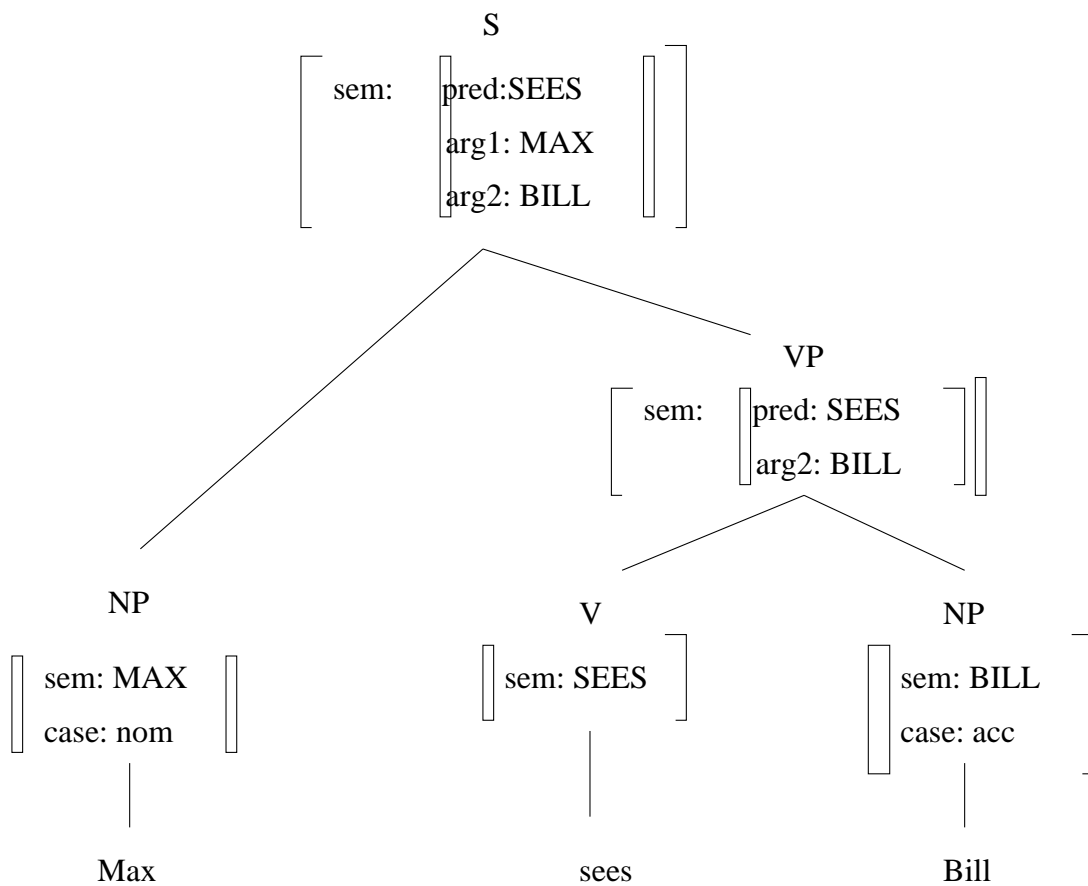 S
sem: pred:SEES
arg1: MAX
arg2: BILL
VP
sem: pred: SEES
arg2: BILL
NP V NP
sem: MAX sem: SEES sem: BILL
case: nom case: acc
Max sees Bill